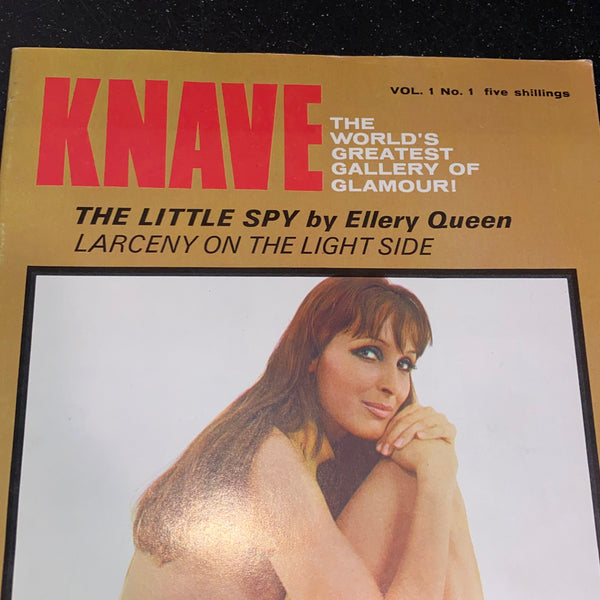 KNAVE
VOL. 1 No. 1 five shillings
THE
WORLD'S
GREATEST
GALLERY OF
GLAMOUR!
THE LITTLE SPY by Ellery Queen
LARCENY ON THE LIGHT SIDE